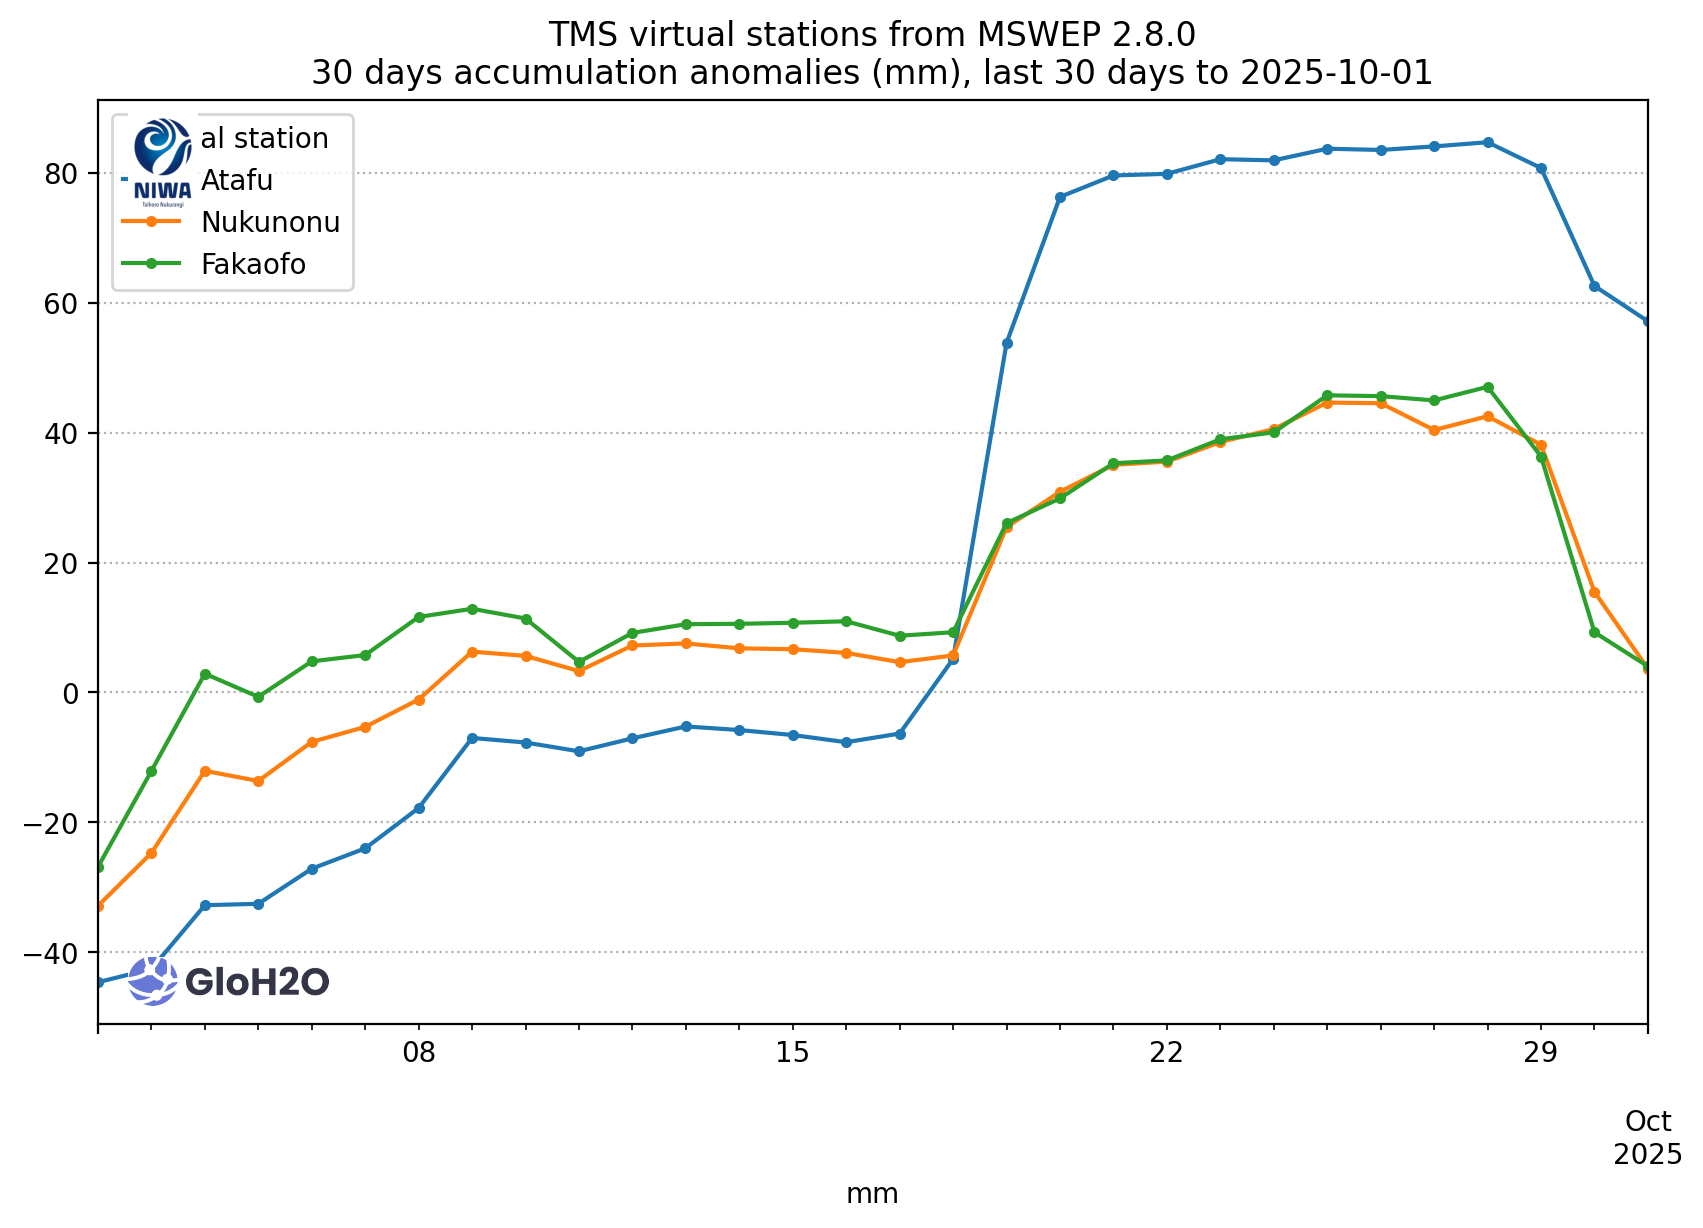 TMS virtual stations from MSWEP 2.8.0
30 days accumulation anomalies (mm), last 30 days to 2025-10-01
al station
Atafu
Nukunonu
Fakaofo
NIWA
Taihoro Nukurangi
80
60
40
20
0
−20
−40
GloH2O
08
15
22
29
Oct
2025
mm